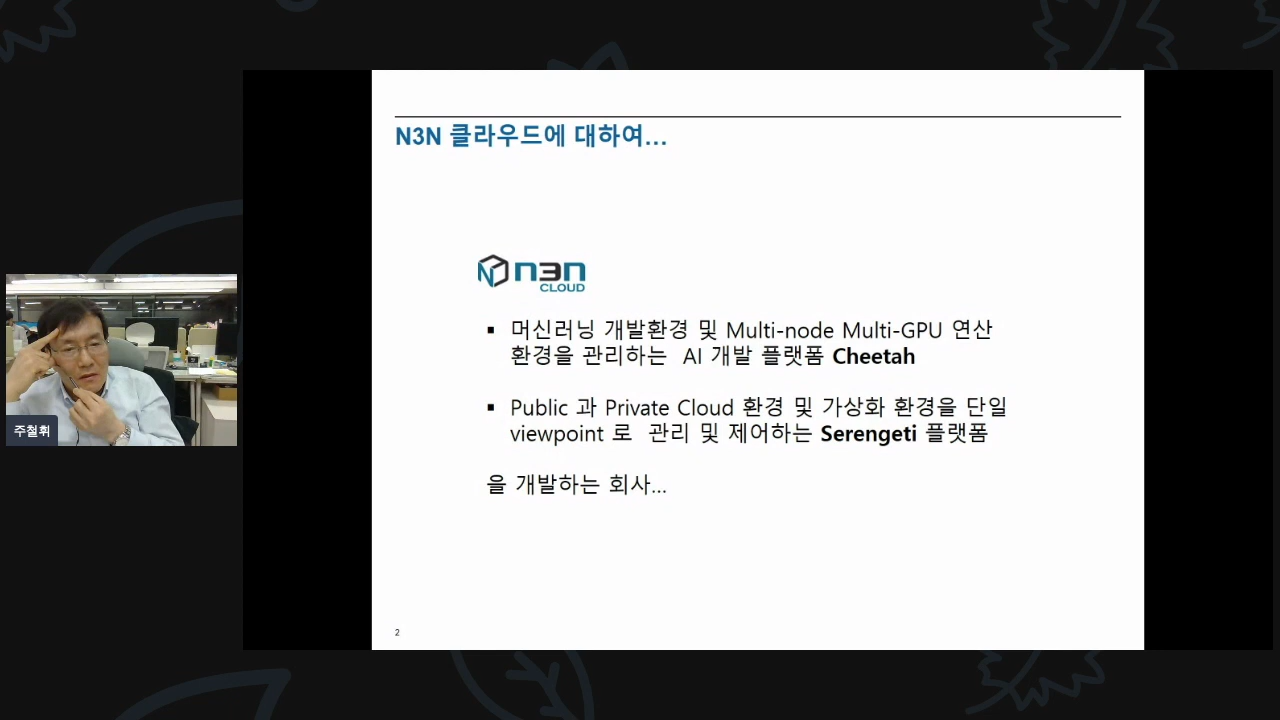 N3N 클라우드에 대하여...
n3n
CLOUD
▪ 머신러닝 개발환경 및 Multi-node Multi-GPU 연산
환경을 관리하는 AI 개발 플랫폼 Cheetah
▪ Public 과 Private Cloud 환경 및 가상화 환경을 단일
viewpoint 로 관리 및 제어하는 Serengeti 플랫폼
을 개발하는 회사...
2
주철휘